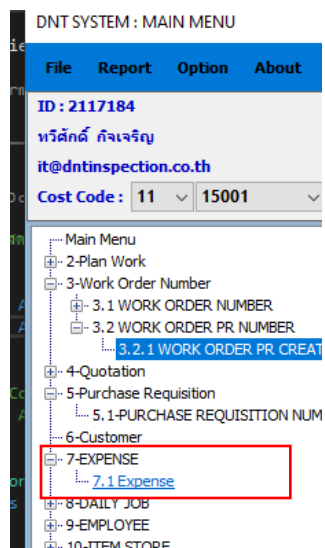 DNT SYSTEM : MAIN MENU
File Report Option About
ID : 2117184
ทวีศักดิ์ กิจเจริญ
it@dntinspection.co.th
Cost Code : 11 15001
Main Menu
2-Plan Work
3-Work Order Number
3.1 WORK ORDER NUMBER
3.2 WORK ORDER PR NUMBER
3.2.1 WORK ORDER PR CREAT
4-Quotation
5-Purchase Requisition
5.1-PURCHASE REQUISITION NUM
6-Customer
7-EXPENSE
7.1 Expense
8-DAILY JOB
9-EMPLOYEE
10-ITEM STORE